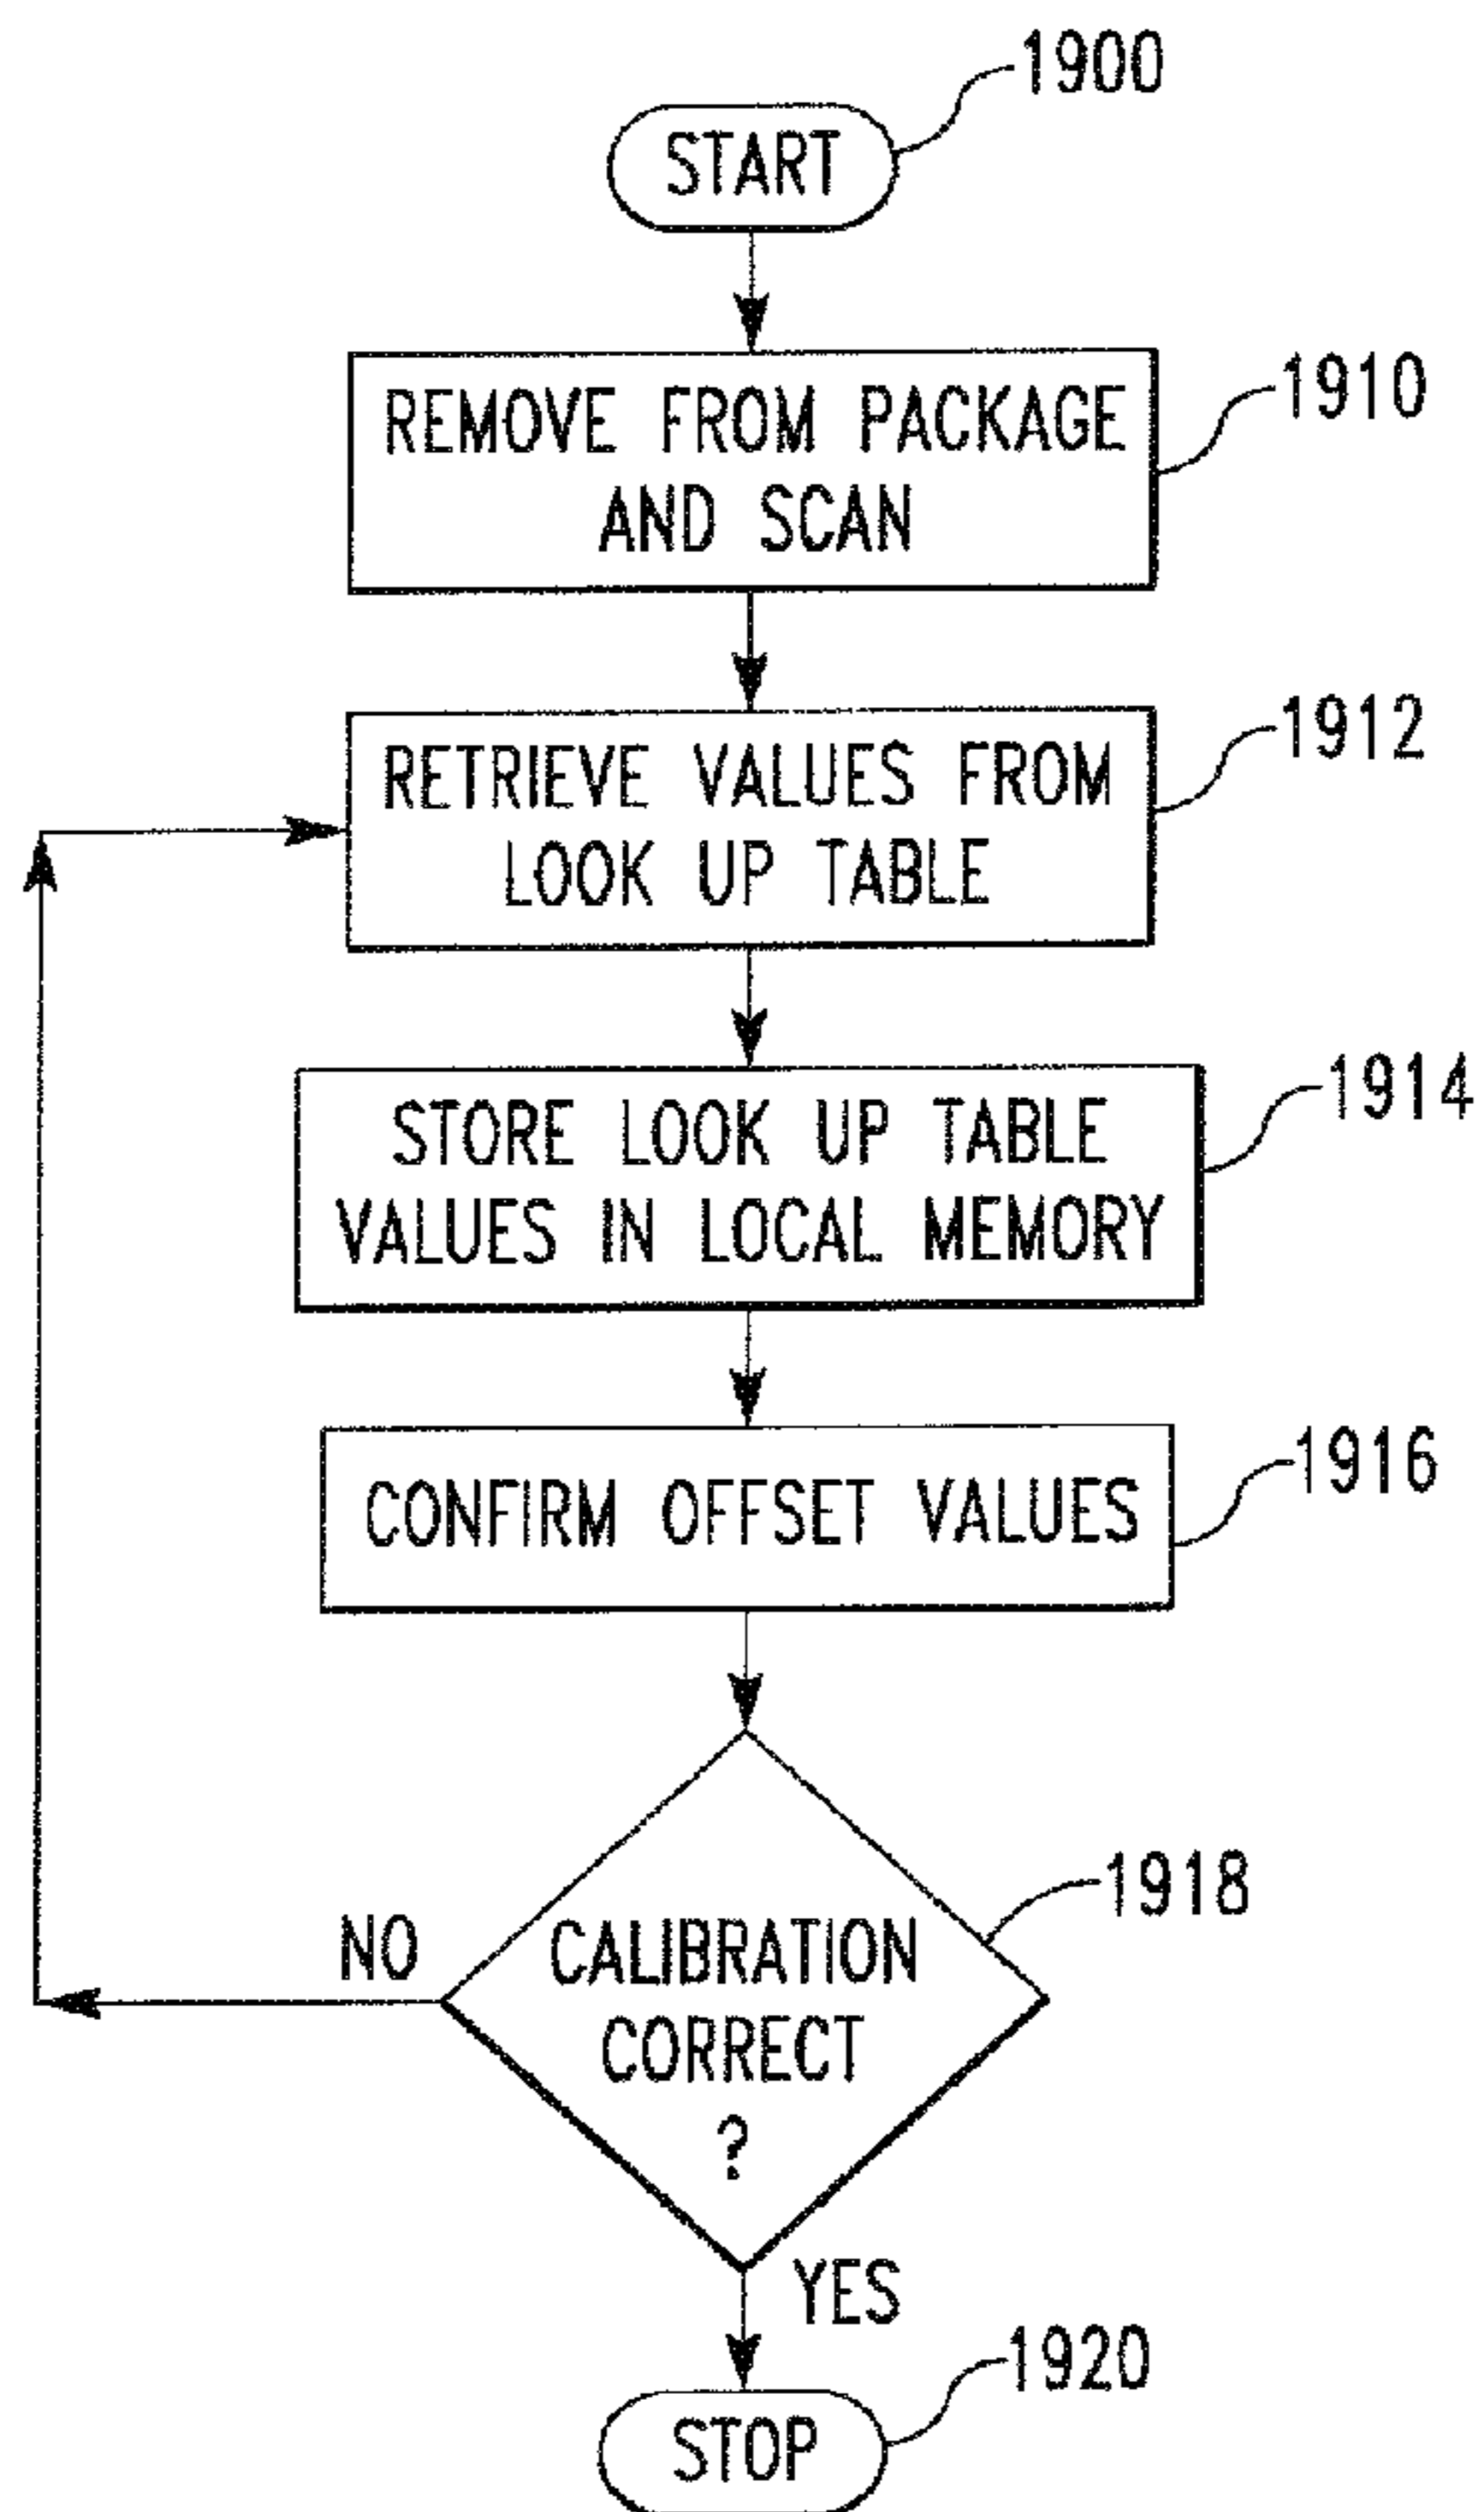 1900
START
REMOVE FROM PACKAGE
AND SCAN
1910
RETRIEVE VALUES FROM
LOOK UP TABLE
1912
STORE LOOK UP TABLE
VALUES IN LOCAL MEMORY
1914
CONFIRM OFFSET VALUES
1916
CALIBRATION
CORRECT
?
1918
NO
YES
1920
STOP